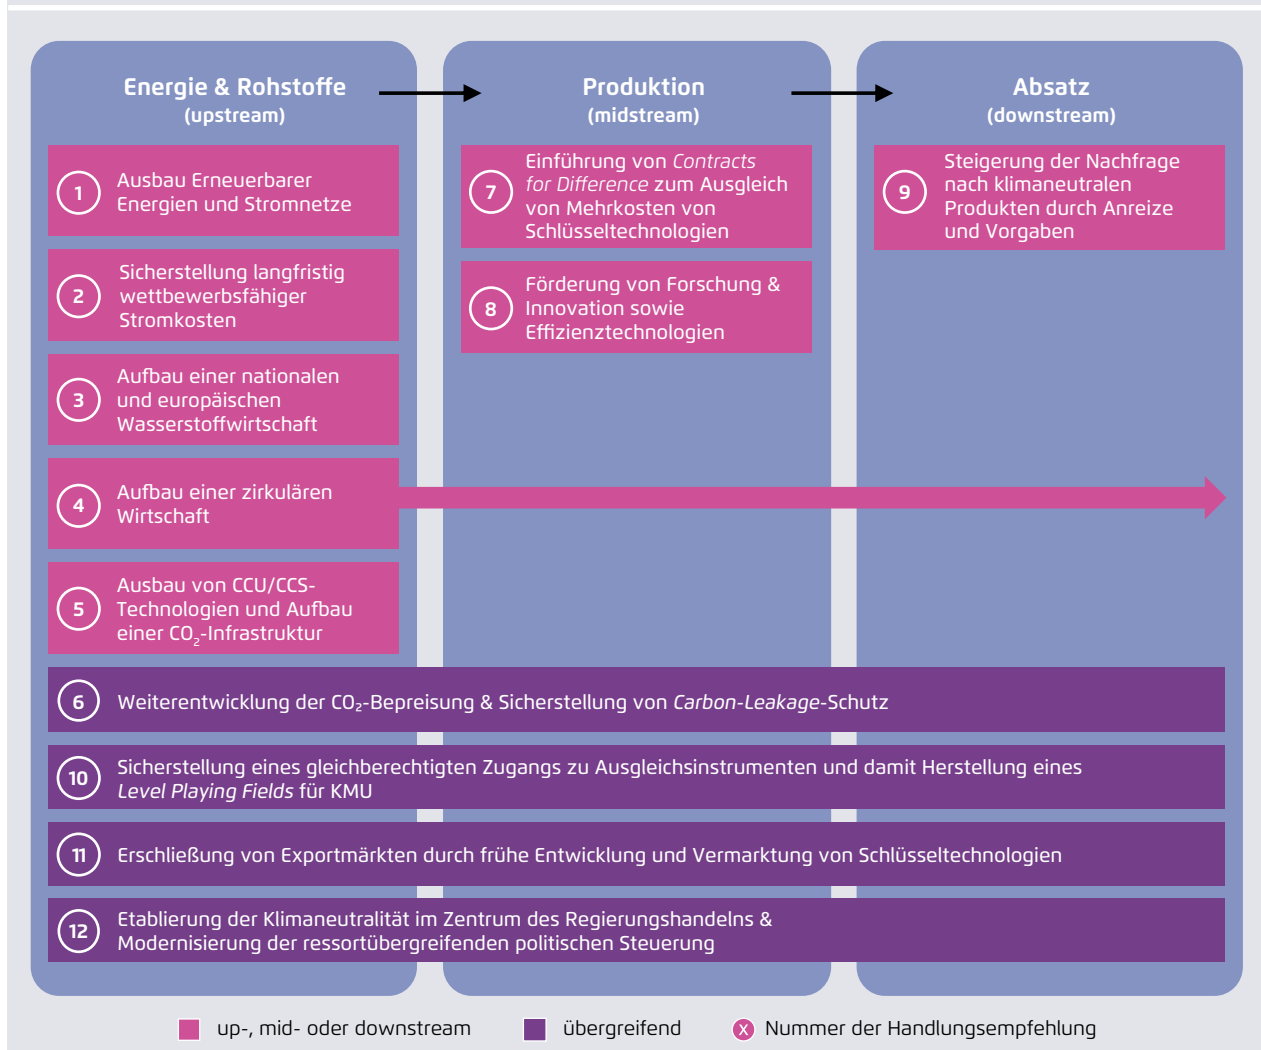 Energie & Rohstoffe
(upstream)
Produktion
(midstream)
Absatz
(downstream)
1
Ausbau Erneuerbarer
Energien und Stromnetze
2
Sicherstellung langfristig
wettbewerbsfähiger
Stromkosten
3
Aufbau einer nationalen
und europäischen
Wasserstoffwirtschaft
4
Aufbau einer zirkulären
Wirtschaft
5
Ausbau von CCU/CCS-
Technologien und Aufbau
einer CO₂-Infrastruktur
7
Einführung von Contracts
for Difference zum Ausgleich
von Mehrkosten von
Schlüsseltechnologien
8
Förderung von Forschung &
Innovation sowie
Effizienztechnologien
9
Steigerung der Nachfrage
nach klimaneutralen
Produkten durch Anreize
und Vorgaben
6
Weiterentwicklung der CO₂-Bepreisung & Sicherstellung von Carbon-Leakage-Schutz
10
Sicherstellung eines gleichberechtigten Zugangs zu Ausgleichsinstrumenten und damit Herstellung eines
Level Playing Fields für KMU
11
Erschließung von Exportmärkten durch frühe Entwicklung und Vermarktung von Schlüsseltechnologien
12
Etablierung der Klimaneutralität im Zentrum des Regierungshandelns &
Modernisierung der ressortübergreifenden politischen Steuerung
up-, mid- oder downstream
übergreifend
X Nummer der Handlungsempfehlung